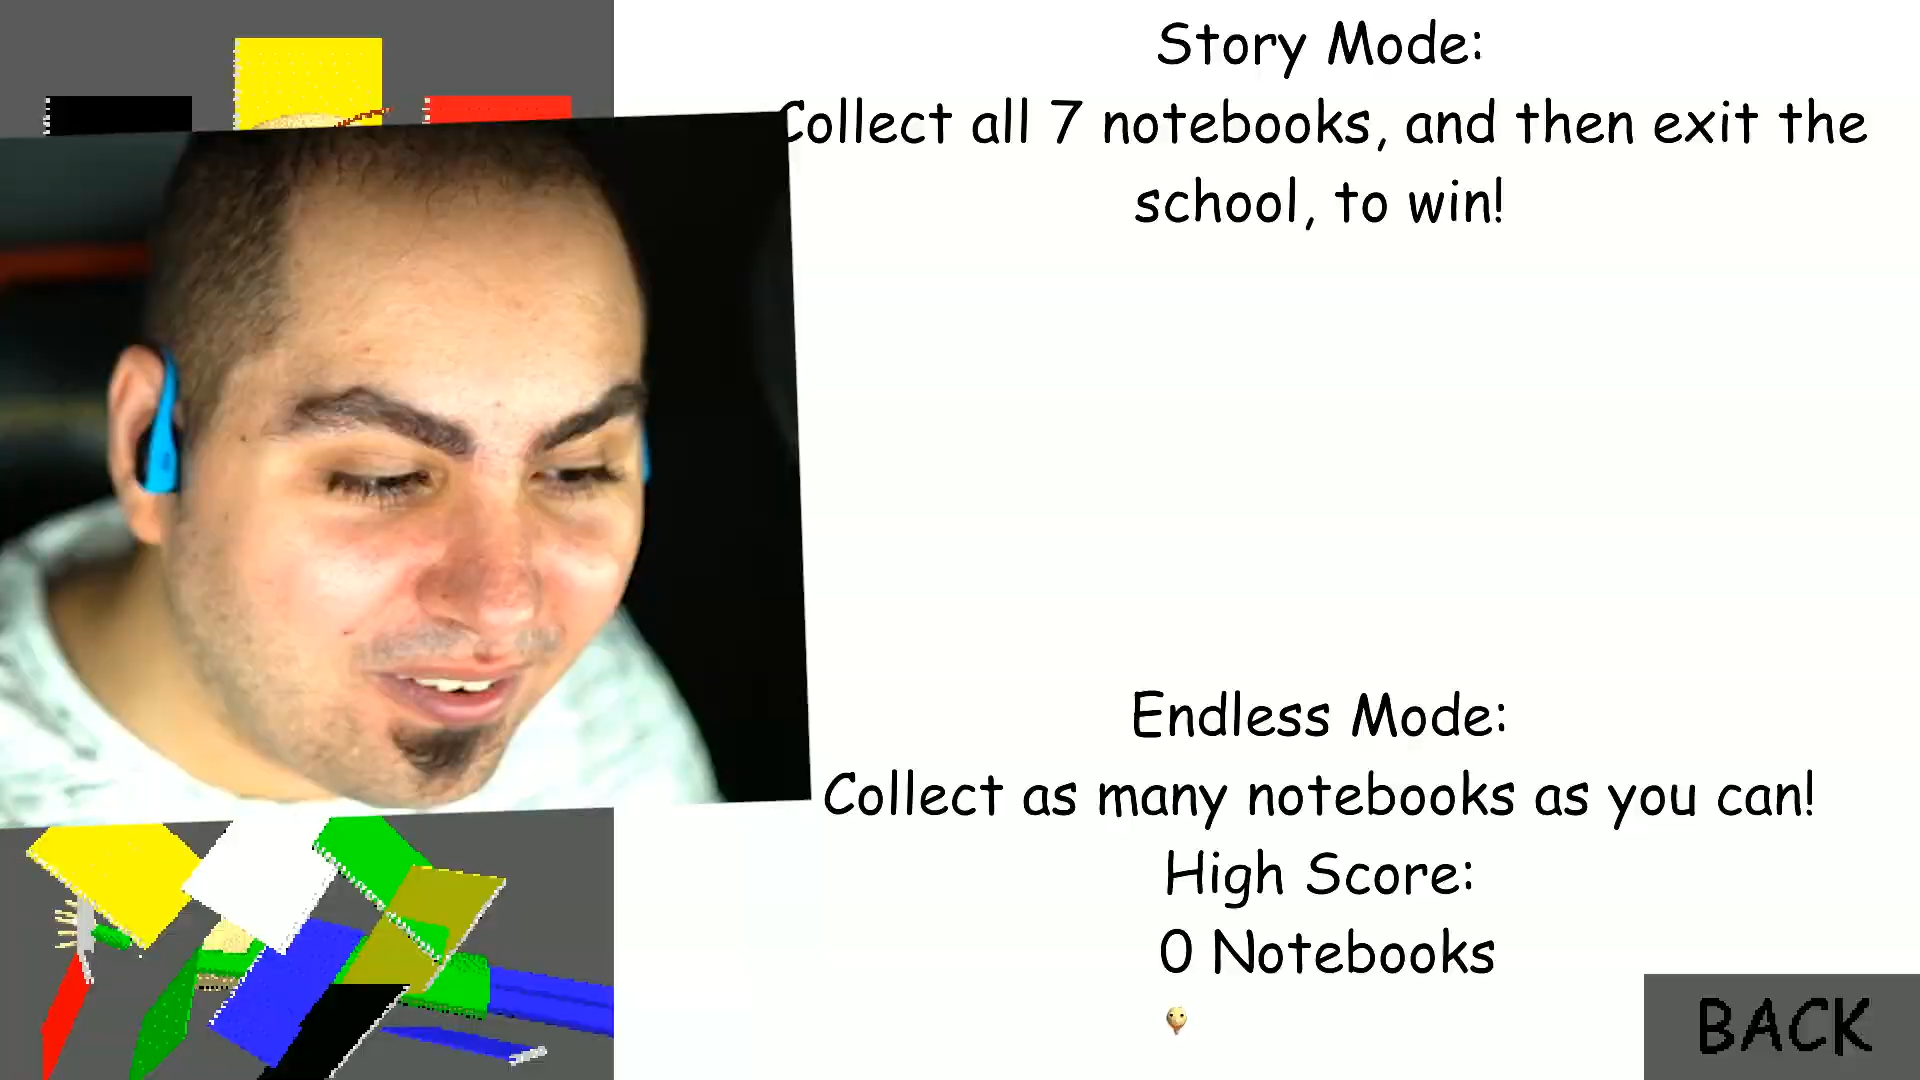 Story Mode:
Collect all 7 notebooks, and then exit the
school, to win!
Endless Mode:
Collect as many notebooks as you can!
High Score:
0 Notebooks
BACK